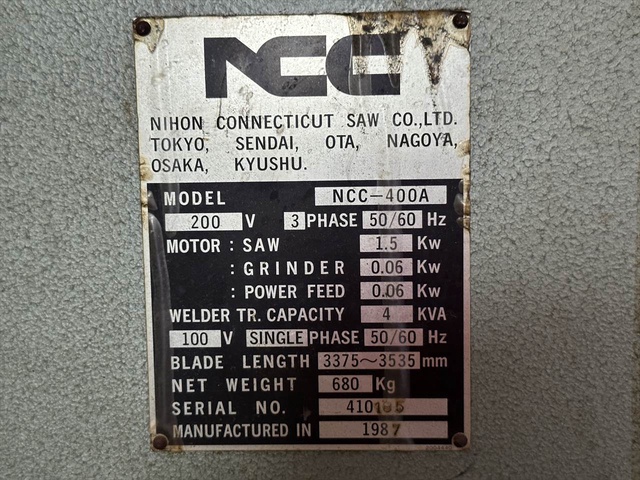 NCC
NIHON CONNECTICUT SAW CO.,LTD.
TOKYO, SENDAI, OTA, NAGOYA,
OSAKA, KYUSHU.
MODEL NCC-400A
200 V 3 PHASE 50/60 Hz
MOTOR : SAW 1.5 Kw
: GRINDER 0.06 Kw
: POWER FEED 0.06 Kw
WELDER TR. CAPACITY 4 KVA
100 V SINGLE PHASE 50/60 Hz
BLADE LENGTH 3375~3535 mm
NET WEIGHT 680 Kg
SERIAL NO. 410185
MANUFACTURED IN 1987